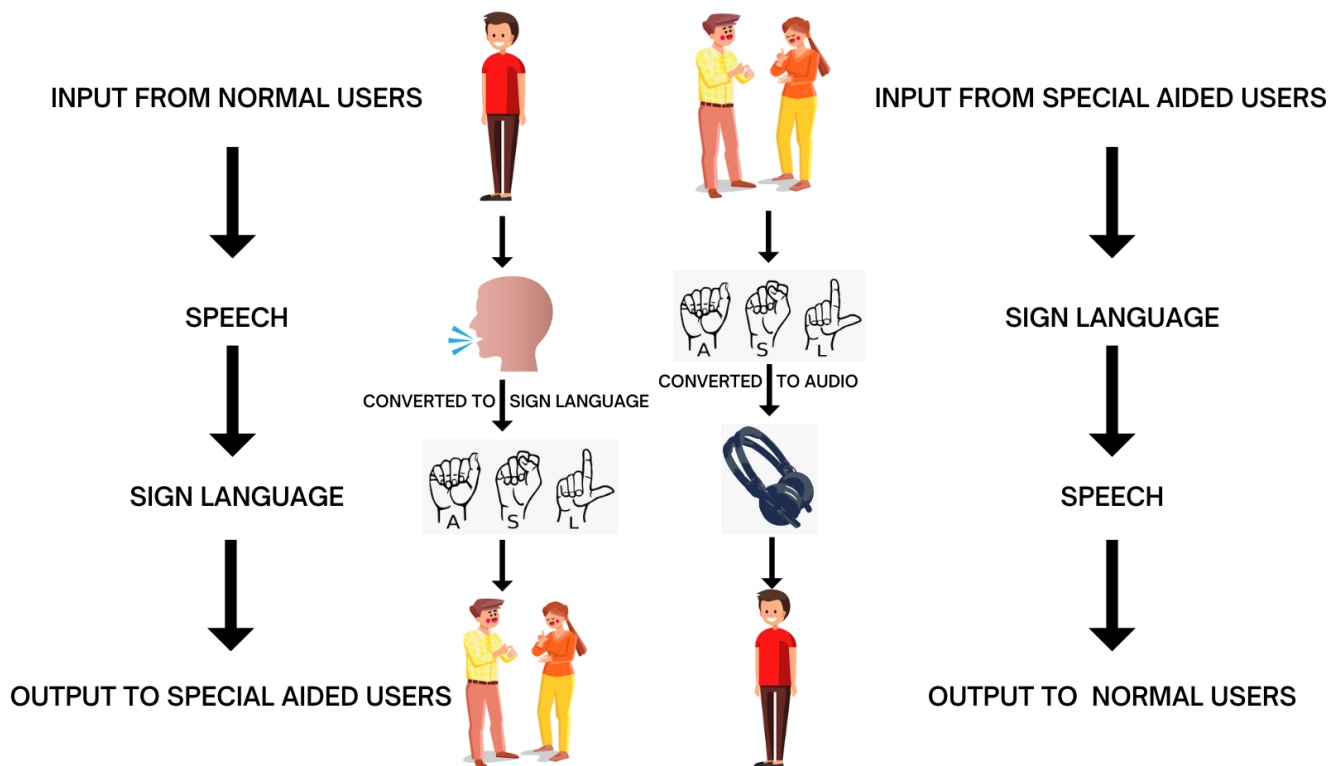 INPUT FROM NORMAL USERS
SPEECH
SIGN LANGUAGE
OUTPUT TO SPECIAL AIDED USERS
CONVERTED TO SIGN LANGUAGE
A S L
A S L
CONVERTED TO AUDIO
INPUT FROM SPECIAL AIDED USERS
SIGN LANGUAGE
SPEECH
OUTPUT TO NORMAL USERS